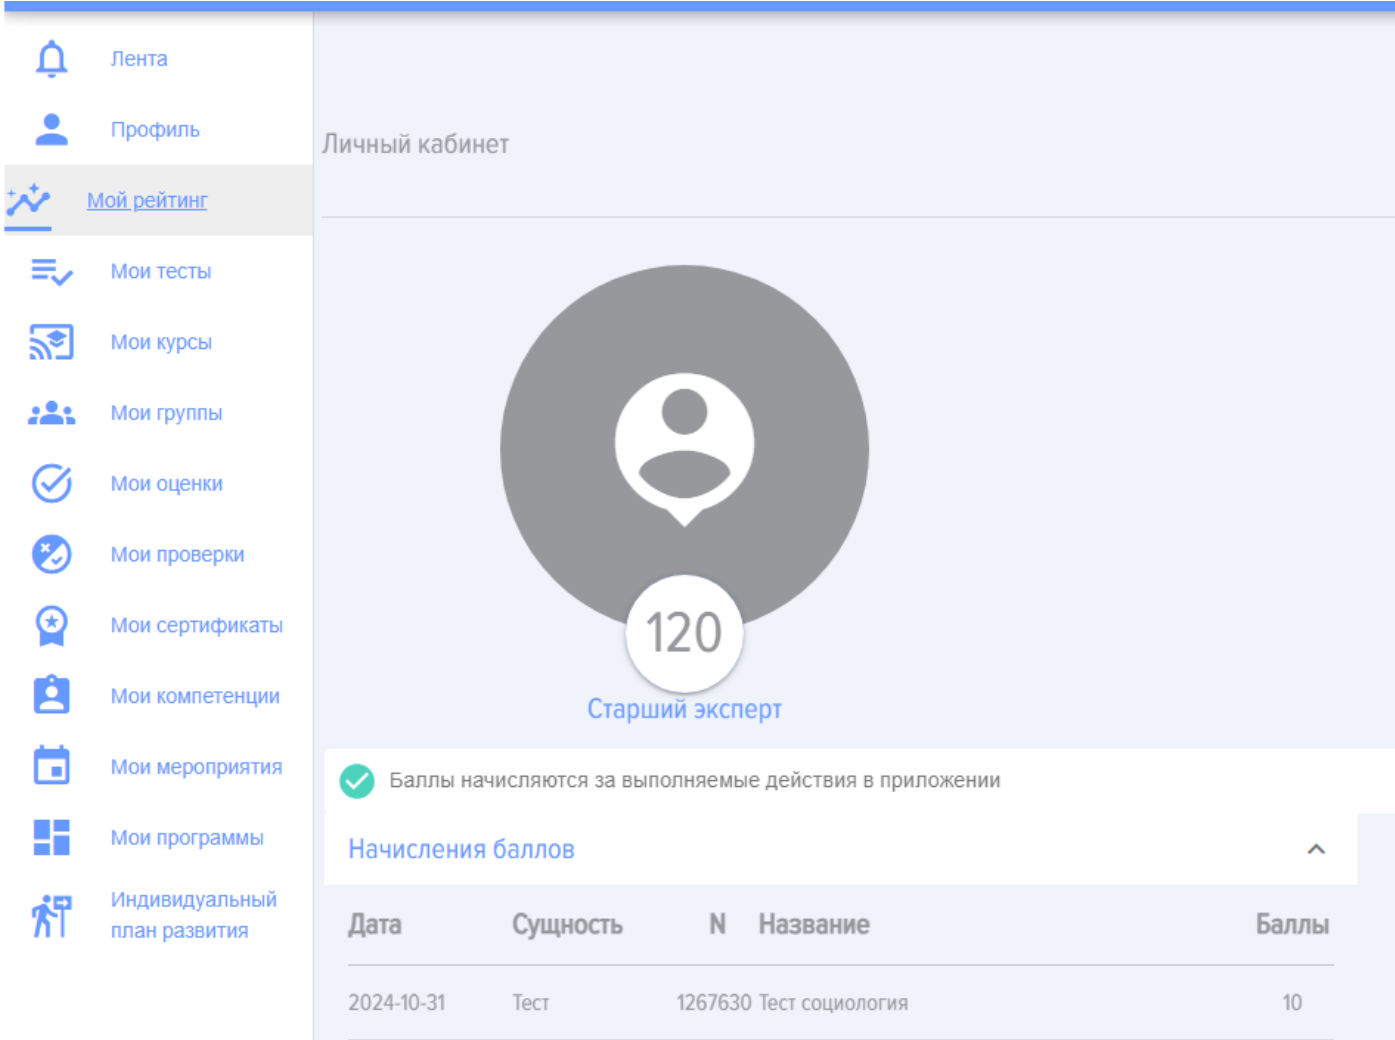 Лента
Профиль
Мой рейтинг
Мои тесты
Мои курсы
Мои группы
Мои оценки
Мои проверки
Мои сертификаты
Мои компетенции
Мои мероприятия
Мои программы
Индивидуальный
план развития
Личный кабинет
120
Старший эксперт
Баллы начисляются за выполняемые действия в приложении
Начисления баллов
Дата Сущность N Название Баллы
2024-10-31 Тест 1267630 Тест социология 10